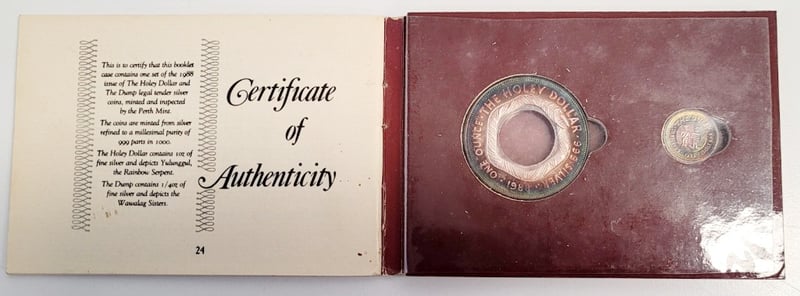 This is to certify that this booklet
case contains one set of the 1988
issue of The Holey Dollar and
The Dump legal tender silver
coins, minted and inspected
by the Perth Mint.
The coins are minted from silver
refined to a millesimal purity of
999 parts in 1000.
The Holey Dollar contains 1oz of
fine silver and depicts Yulunggul,
the Rainbow Serpent.
The Dump contains 1/4oz of
fine silver and depicts the
Wawalag Sisters.
24
Certificate
of
Authenticity
THE HOLEY DOLLAR · 999 SILVER · 1988 · ONE OUNCE ·